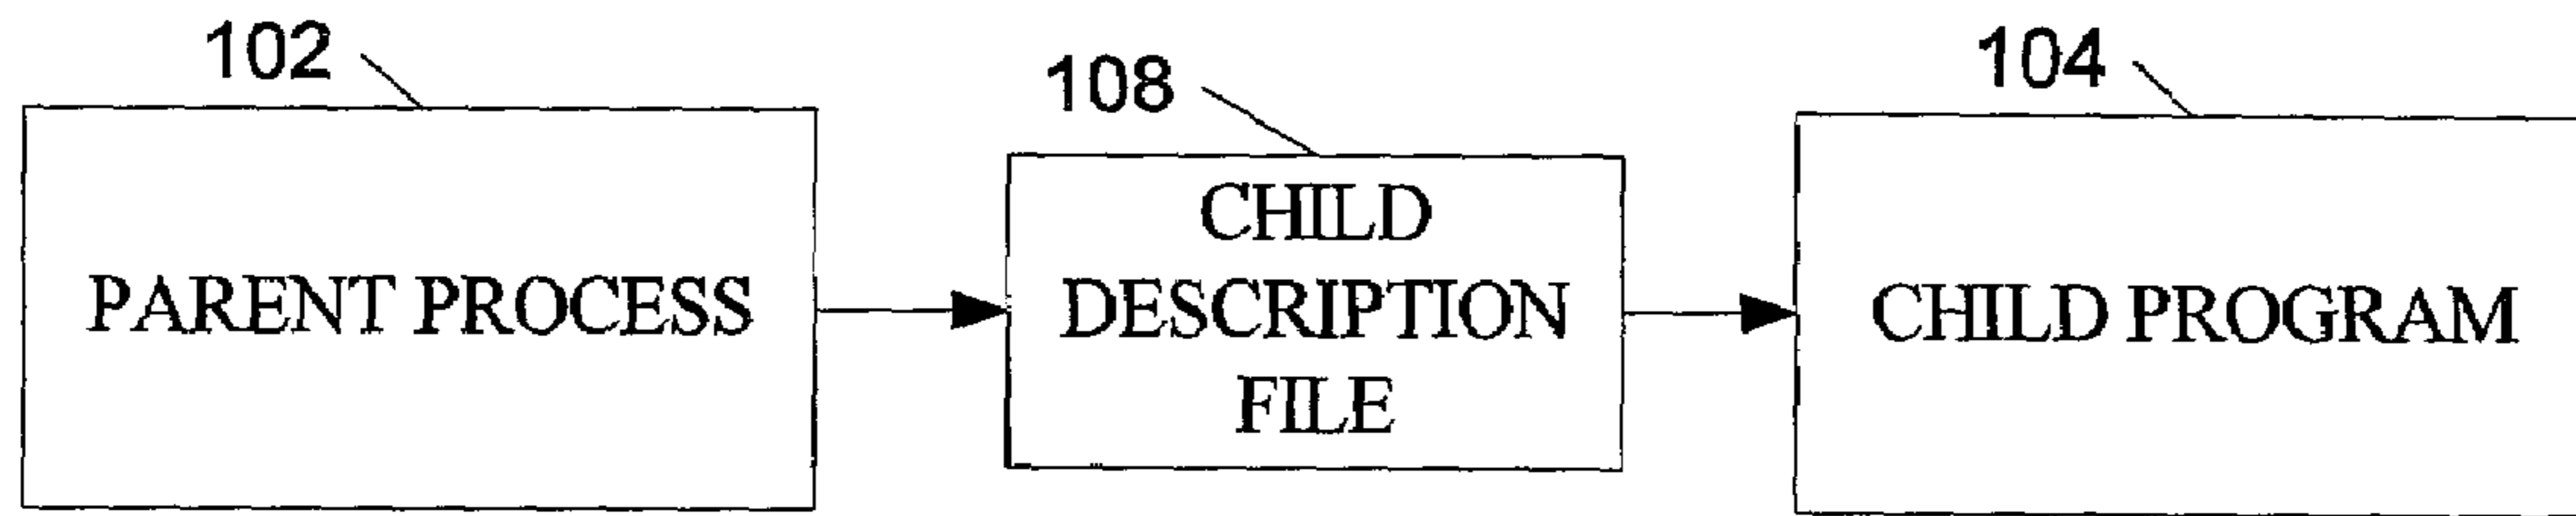 102
108
104
PARENT PROCESS
CHILD
DESCRIPTION
FILE
CHILD PROGRAM